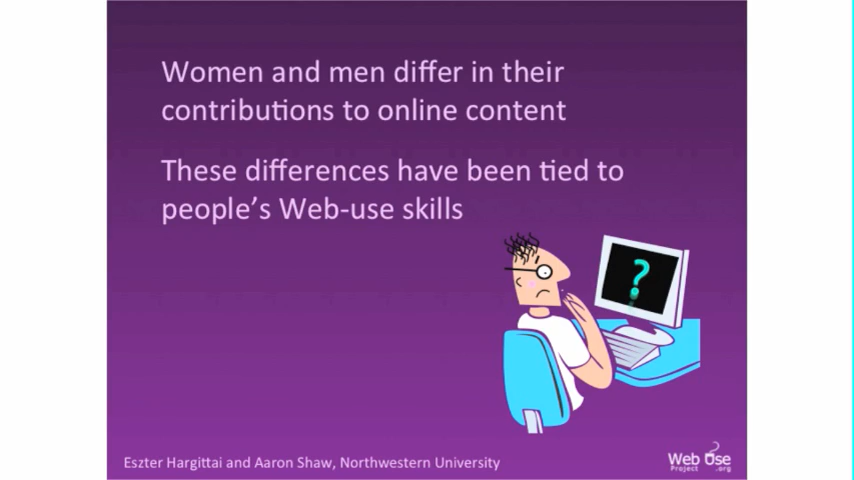 Women and men differ in their
contributions to online content
These differences have been tied to
people's Web-use skills
?
Eszter Hargittai and Aaron Shaw, Northwestern University
Web Use
Project .org